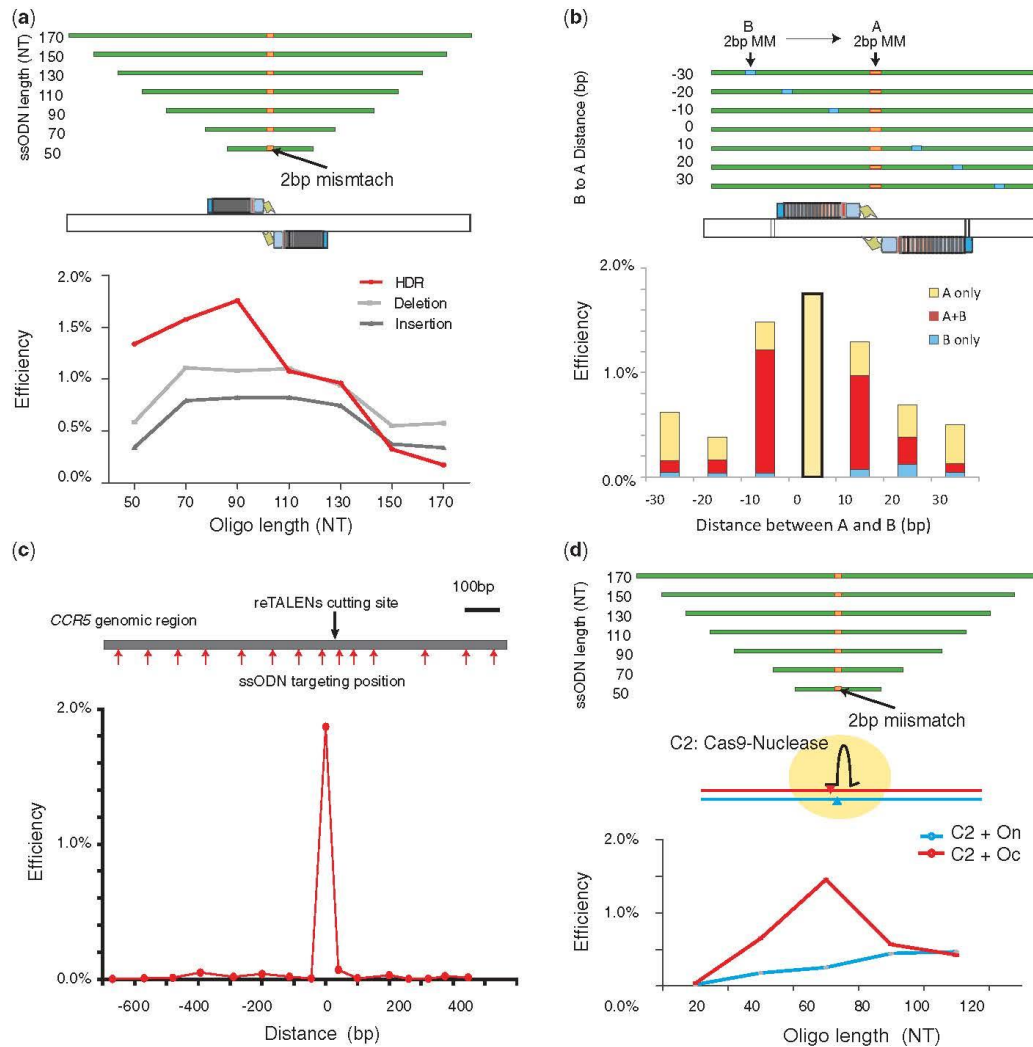 (a)
ssODN length (NT)
170
150
130
110
90
70
50
2bp mismtach
2.0%
1.5%
1.0%
0.5%
0.0%
Efficiency
HDR
Deletion
Insertion
50 70 90 110 130 150 170
Oligo length (NT)
(b)
B
2bp MM
A
2bp MM
B to A Distance (bp)
-30
-20
-10
0
10
20
30
2.0%
1.0%
0.0%
Efficiency
A only
A+B
B only
-30 -20 -10 0 10 20 30
Distance between A and B (bp)
(c)
100bp
reTALENs cutting site
CCR5 genomic region
ssODN targeting position
2.0%
1.0%
0.0%
Efficiency
-600 -400 -200 0 200 400
Distance (bp)
(d)
ssODN length (NT)
170
150
130
110
90
70
50
2bp miismatch
C2: Cas9-Nuclease
C2 + On
C2 + Oc
2.0%
1.0%
0.0%
Efficiency
20 40 60 80 100 120
Oligo length (NT)